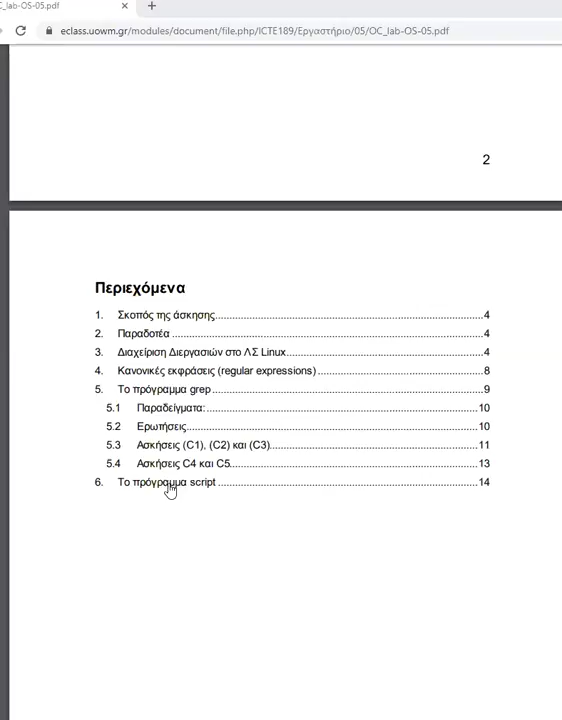 C_lab-OS-05.pdf
eclass.uowm.gr/modules/document/file.php/ICTE189/Εργαστήριο/05/OC_lab-OS-05.pdf
2
Περιεχόμενα
1. Σκοπός της άσκησης....................4
2. Παραδοτέα ....................4
3. Διαχείριση Διεργασιών στο ΛΣ Linux....................4
4. Κανονικές εκφράσεις (regular expressions) ....................8
5. Το πρόγραμμα grep ....................9
5.1 Παραδείγματα:....................10
5.2 Ερωτήσεις....................10
5.3 Ασκήσεις (C1), (C2) και (C3)....................11
5.4 Ασκήσεις C4 και C5....................13
6. Το πρόγραμμα script ....................14